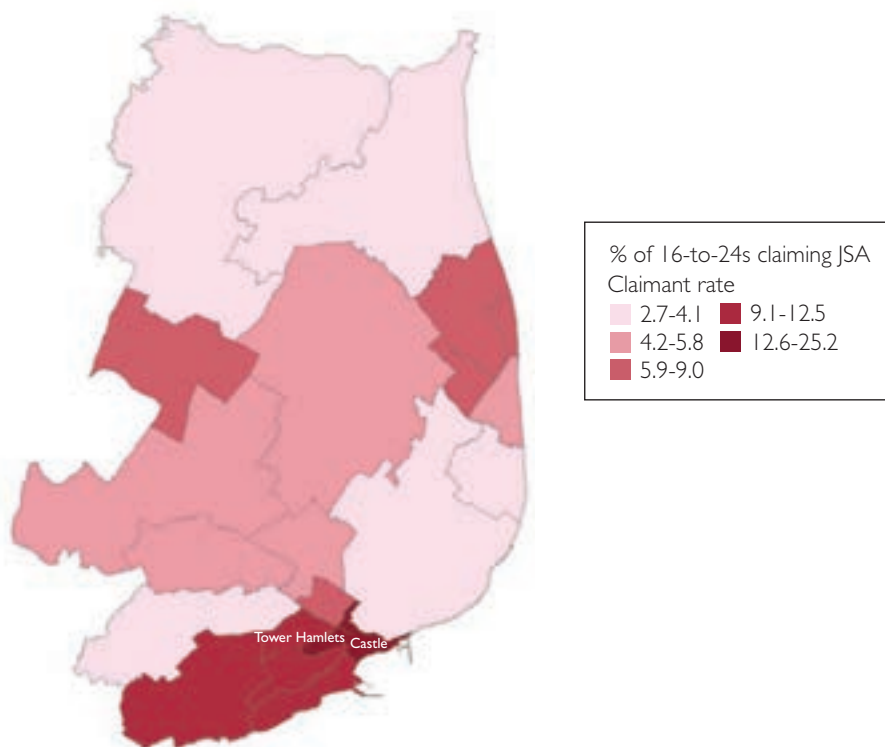 % of 16-to-24s claiming JSA
Claimant rate
2.7-4.1 9.1-12.5
4.2-5.8 12.6-25.2
5.9-9.0
Tower Hamlets Castle